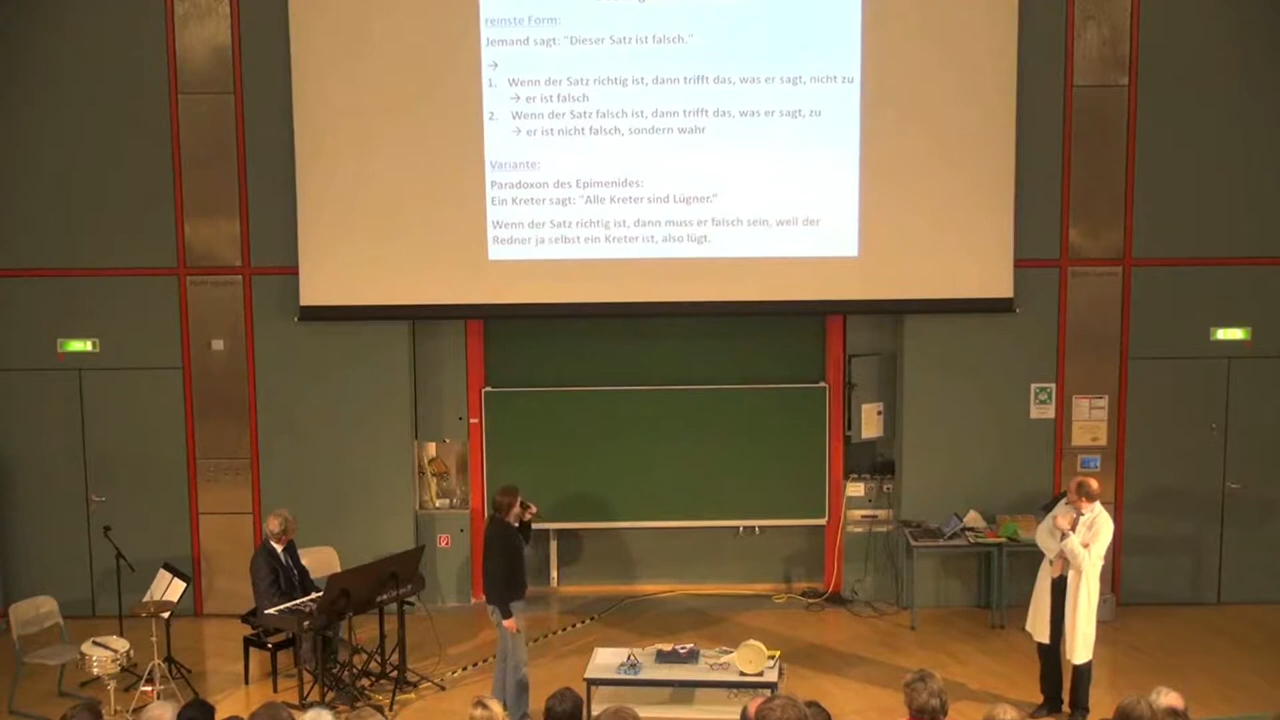 reinste Form:
Jemand sagt: "Dieser Satz ist falsch."
→
1. Wenn der Satz richtig ist, dann trifft das, was er sagt, nicht zu
→ er ist falsch
2. Wenn der Satz falsch ist, dann trifft das, was er sagt, zu
→ er ist nicht falsch, sondern wahr
Variante:
Paradoxon des Epimenides:
Ein Kreter sagt: "Alle Kreter sind Lügner."
Wenn der Satz richtig ist, dann muss er falsch sein, weil der
Redner ja selbst ein Kreter ist, also lügt.